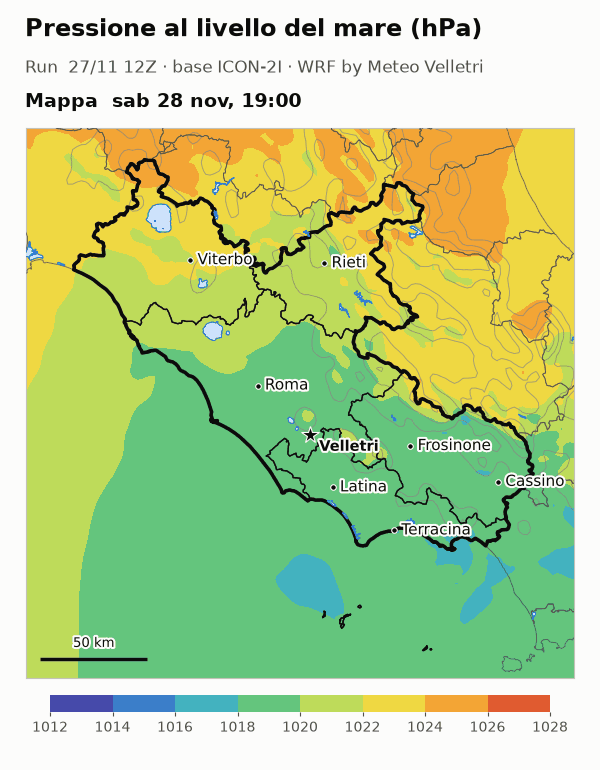 Pressione al livello del mare (hPa)
Run 27/11 12Z · base ICON-2I · WRF by Meteo Velletri
Mappa sab 28 nov, 19:00
Viterbo
Rieti
Roma
Velletri
Frosinone
Latina
Cassino
Terracina
50 km
1012 1014 1016 1018 1020 1022 1024 1026 1028